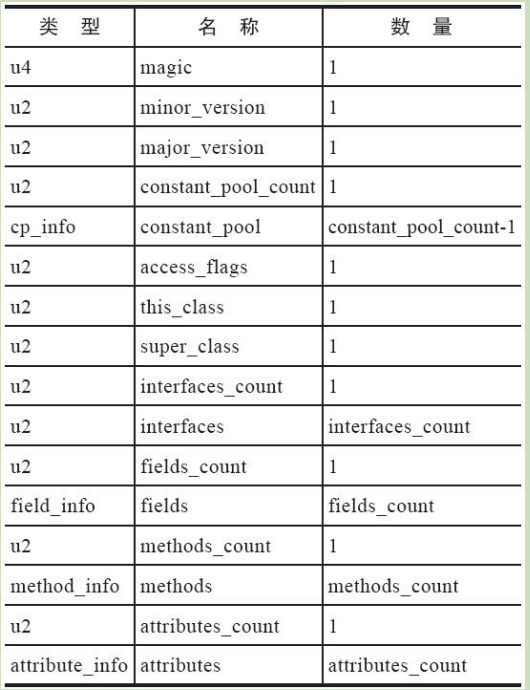 类 型 名 称 数 量
u4 magic 1
u2 minor_version 1
u2 major_version 1
u2 constant_pool_count 1
cp_info constant_pool constant_pool_count-1
u2 access_flags 1
u2 this_class 1
u2 super_class 1
u2 interfaces_count 1
u2 interfaces interfaces_count
u2 fields_count 1
field_info fields fields_count
u2 methods_count 1
method_info methods methods_count
u2 attributes_count 1
attribute_info attributes attributes_count